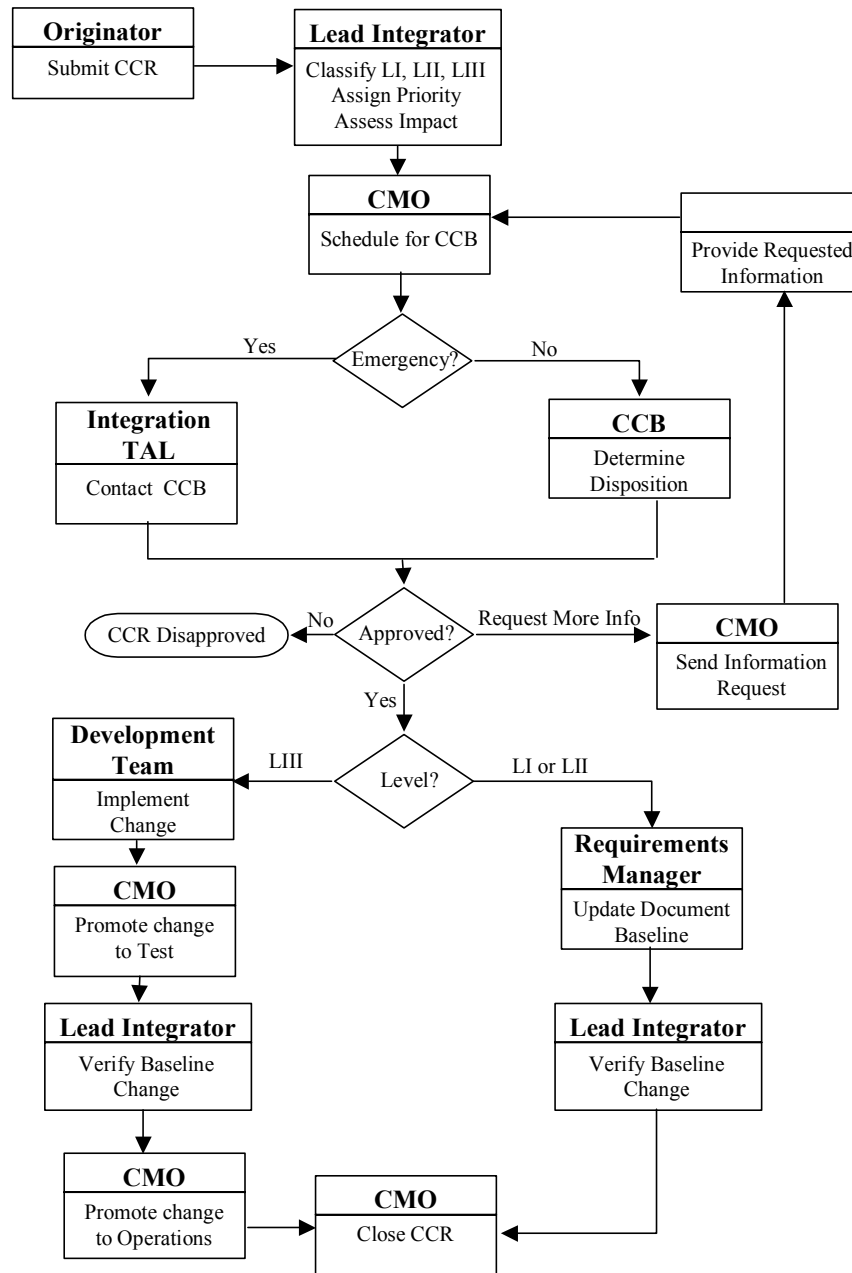 Originator
Submit CCR
Lead Integrator
Classify LI, LII, LIII
Assign Priority
Assess Impact
CMO
Schedule for CCB
Provide Requested
Information
Emergency?
Yes
No
Integration
TAL
Contact CCB
CCB
Determine
Disposition
Approved?
No
CCR Disapproved
Request More Info
CMO
Send Information
Request
Yes
Level?
LIII
LI or LII
Development
Team
Implement
Change
CMO
Promote change
to Test
Lead Integrator
Verify Baseline
Change
CMO
Promote change
to Operations
Requirements
Manager
Update Document
Baseline
Lead Integrator
Verify Baseline
Change
CMO
Close CCR